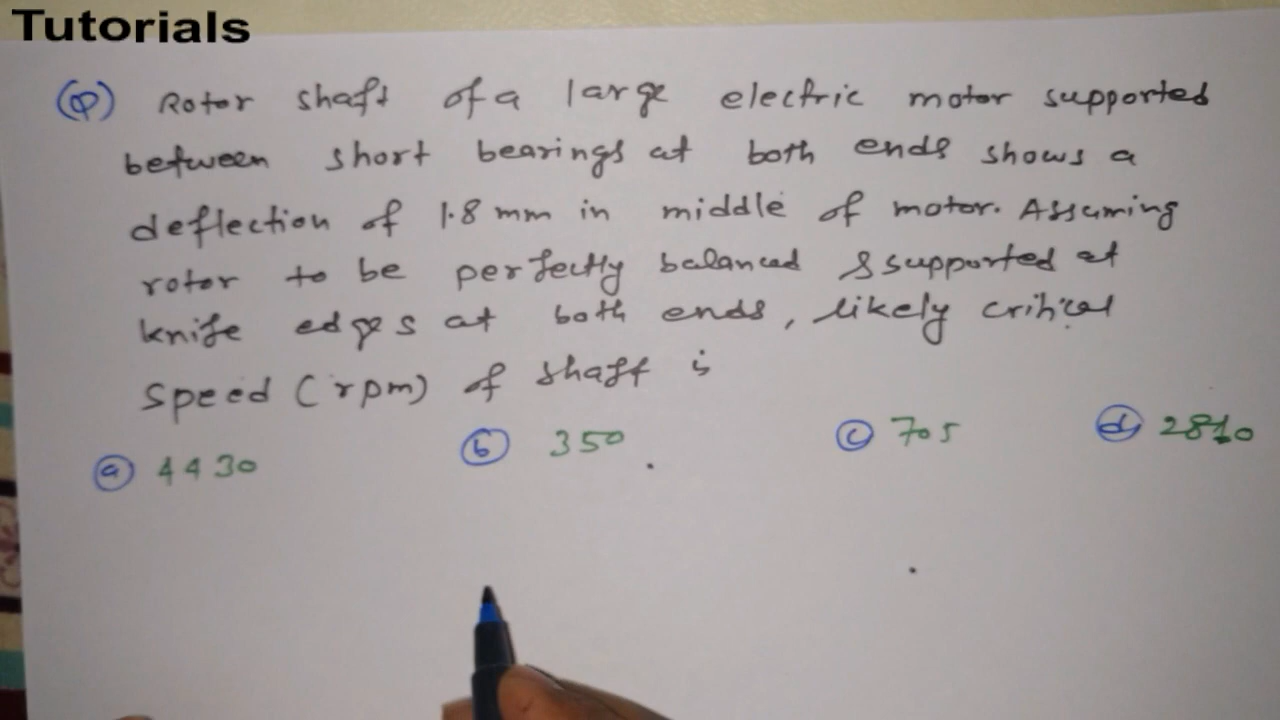 Tutorials
(Q) Rotor shaft of a large electric motor supported
between short bearings at both ends shows a
deflection of 1.8 mm in middle of motor. Assuming
rotor to be perfectly balanced & supported at
knife edges at both ends, likely critical
speed (rpm) of shaft is
(a) 4430 (b) 350 (c) 705 (d) 2810